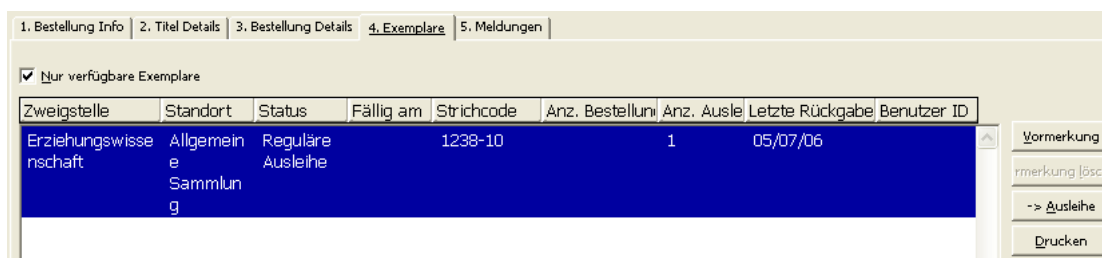 1. Bestellung Info 2. Titel Details 3. Bestellung Details 4. Exemplare 5. Meldungen
Nur verfügbare Exemplare
Zweigstelle Standort Status Fällig am Strichcode Anz. Bestellun Anz. Ausle Letzte Rückgabe Benutzer ID
Erziehungswisse Allgemein Reguläre 1238-10 1 05/07/06
nschaft e Ausleihe
Sammlun
g
Vormerkung
rmerkung lösc
-> Ausleihe
Drucken